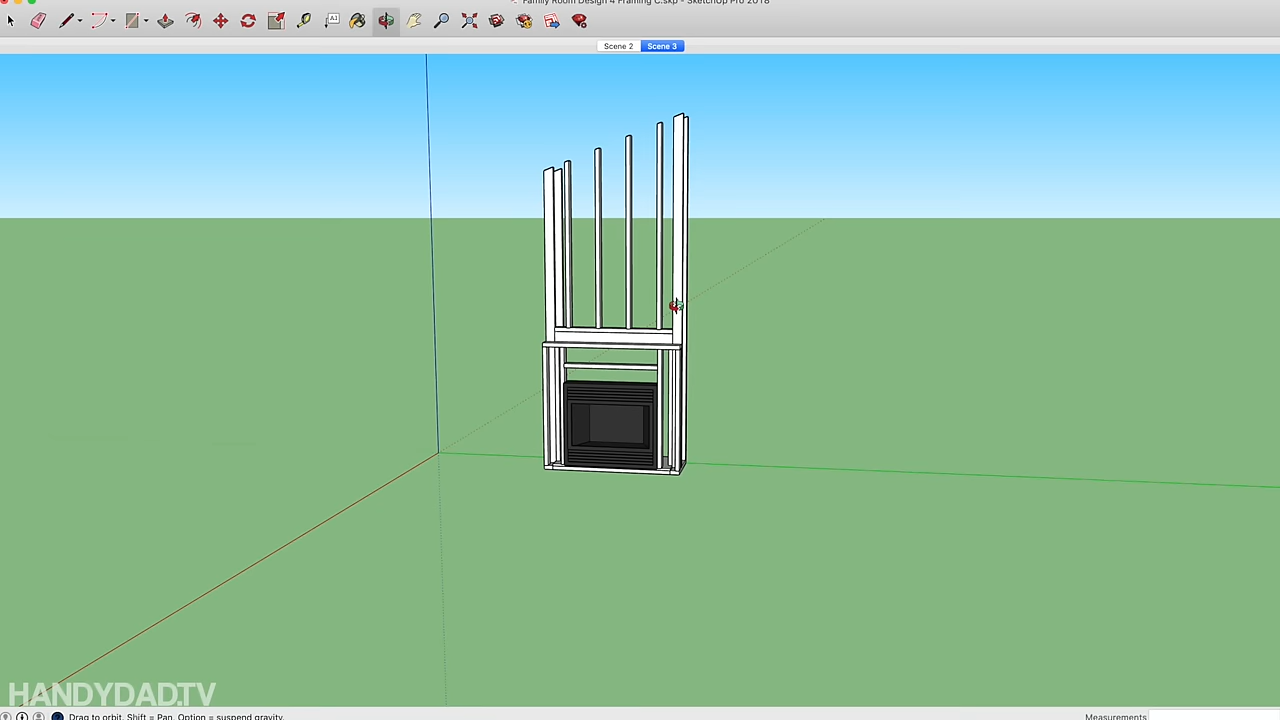 Family Room Design 4 Framing C.skp - SketchUp Pro 2018
Scene 2
Scene 3
A1
HANDYDAD.TV
Drag to orbit. Shift = Pan, Option = suspend gravity.
Measurements